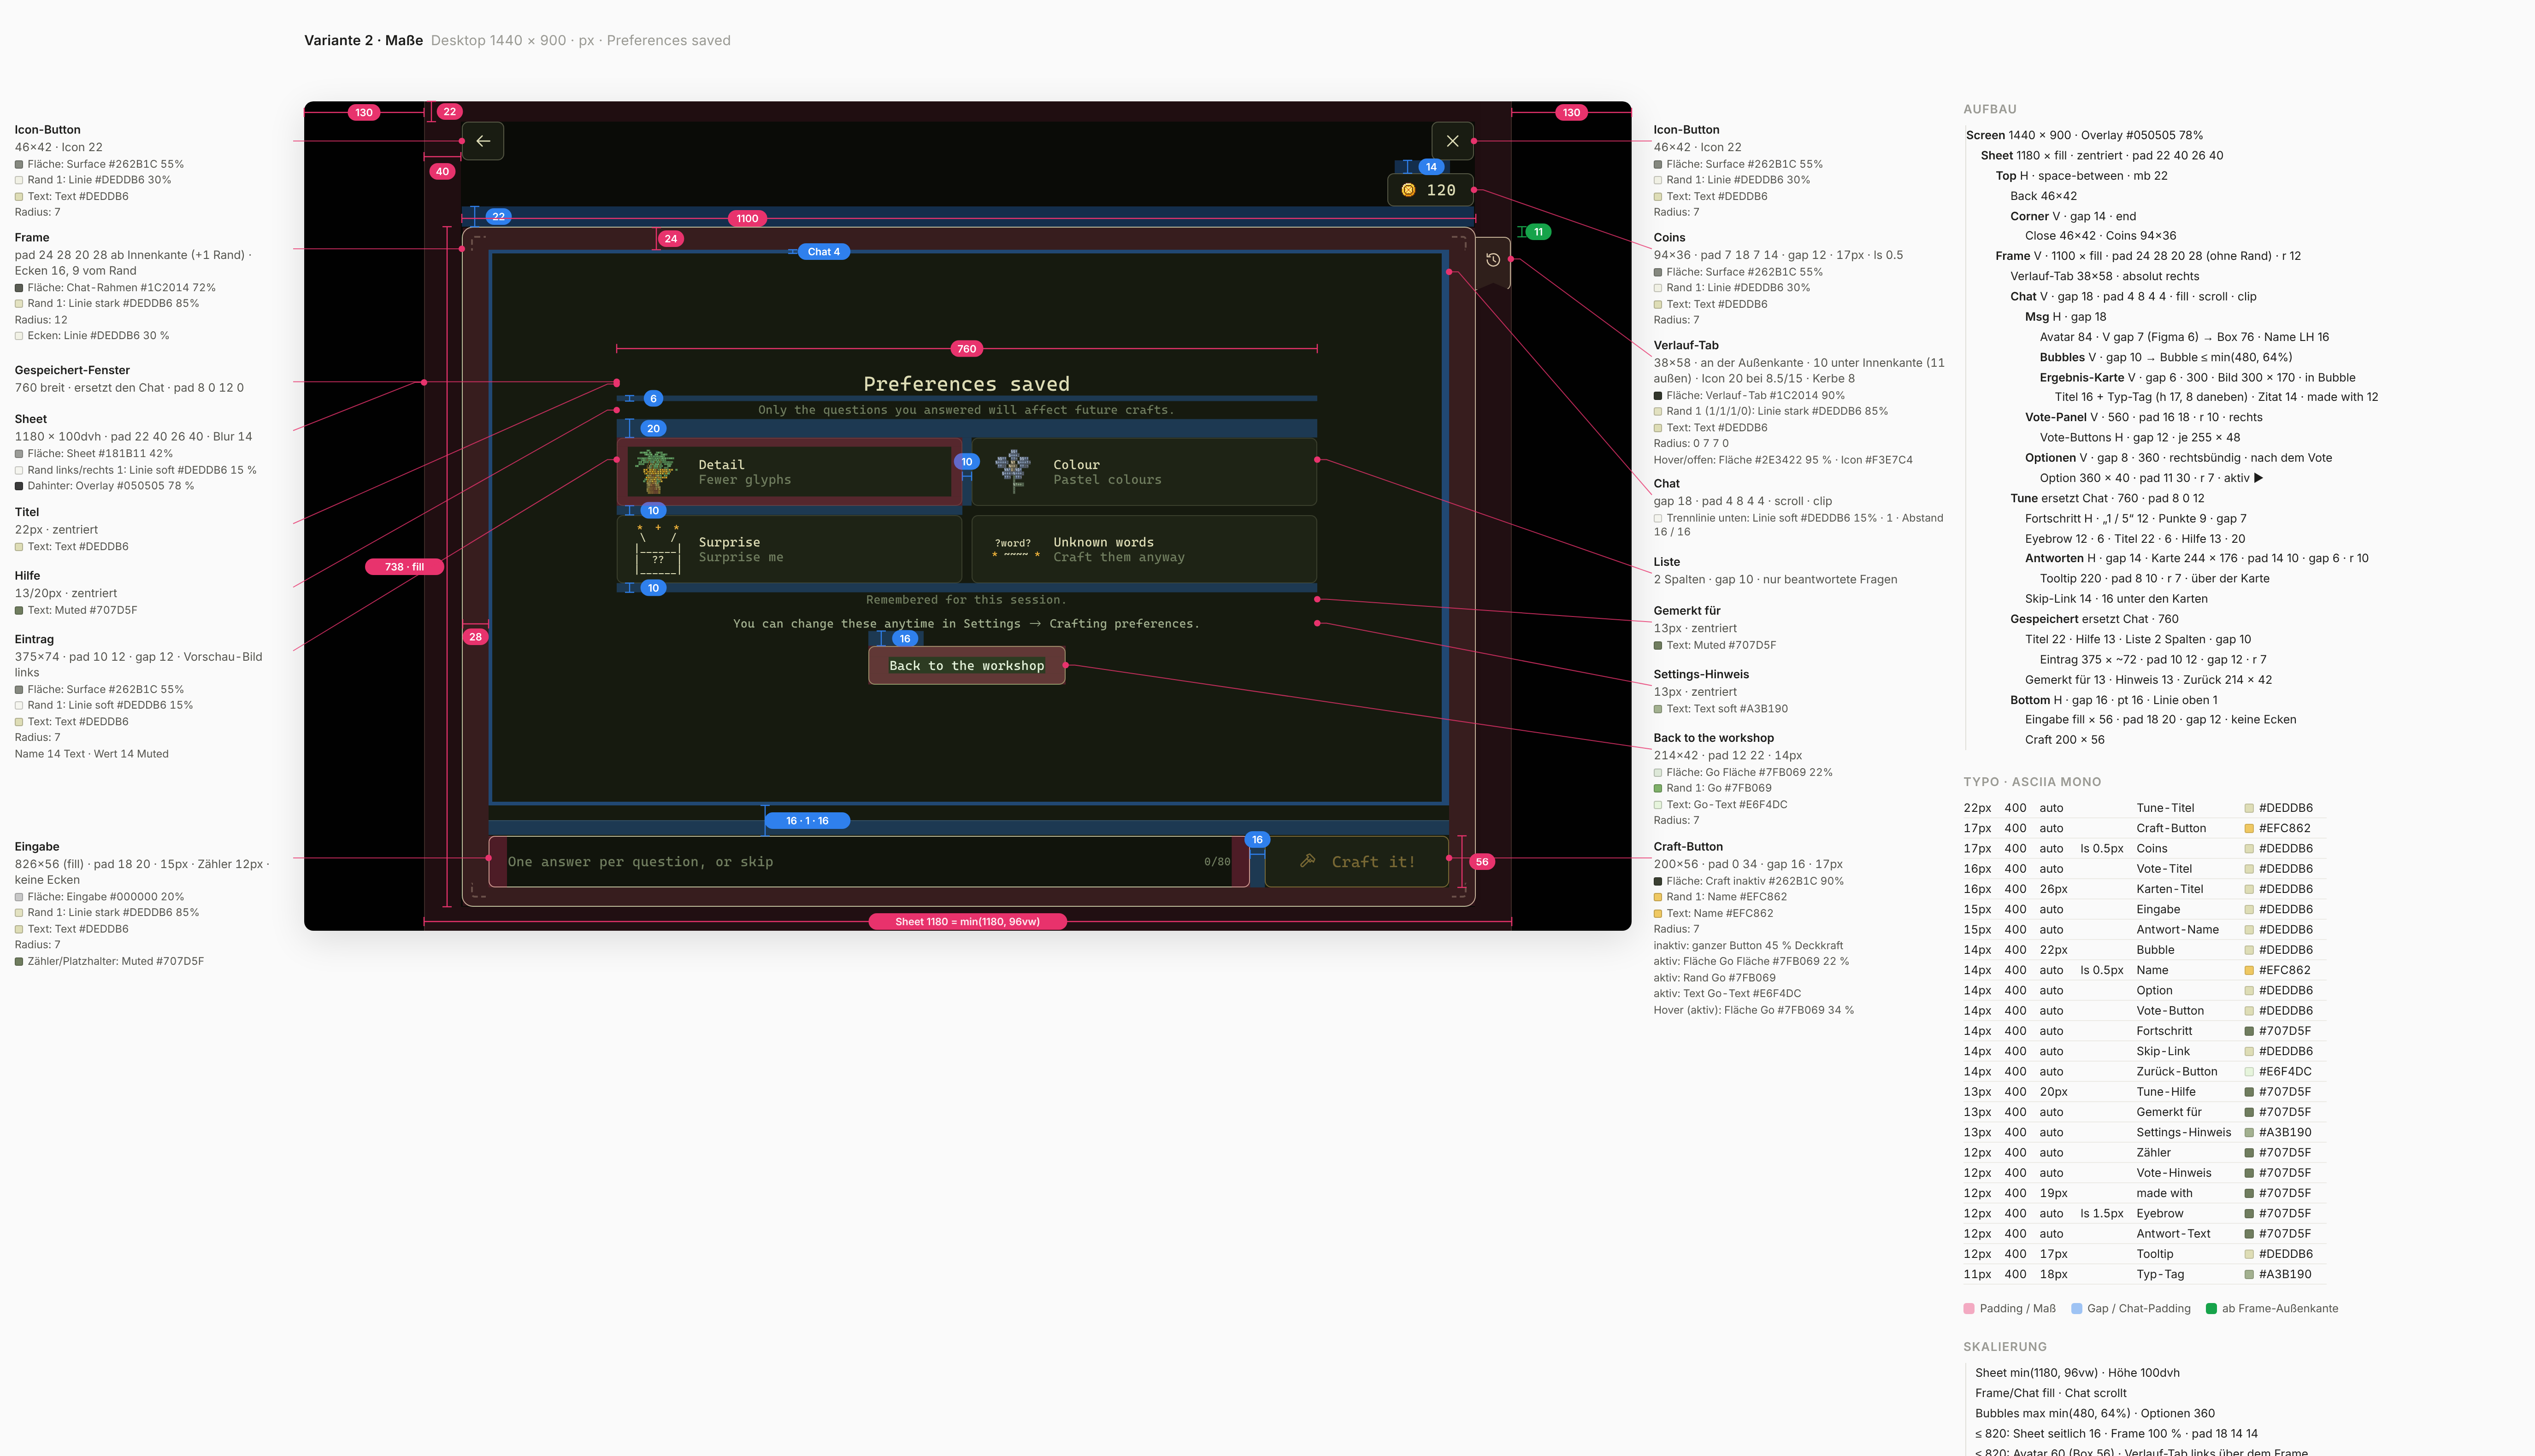 Variante 2 · Maße Desktop 1440 × 900 · px · Preferences saved
Icon-Button
46×42 · Icon 22
Fläche: Surface #262B1C 55%
Rand 1: Linie #DEDDB6 30%
Text: Text #DEDDB6
Radius: 7
Frame
pad 24 28 20 28 ab Innenkante (+1 Rand) ·
Ecken 16, 9 vom Rand
Fläche: Chat-Rahmen #1C2014 72%
Rand 1: Linie stark #DEDDB6 85%
Radius: 12
Ecken: Linie #DEDDB6 30 %
Gespeichert-Fenster
760 breit · ersetzt den Chat · pad 8 0 12 0
Sheet
1180 × 100dvh · pad 22 40 26 40 · Blur 14
Fläche: Sheet #181B11 42%
Rand links/rechts 1: Linie soft #DEDDB6 15 %
Dahinter: Overlay #050505 78 %
Titel
22px · zentriert
Text: Text #DEDDB6
Hilfe
13/20px · zentriert
Text: Muted #707D5F
Eintrag
375×74 · pad 10 12 · gap 12 · Vorschau-Bild
links
Fläche: Surface #262B1C 55%
Rand 1: Linie soft #DEDDB6 15%
Text: Text #DEDDB6
Radius: 7
Name 14 Text · Wert 14 Muted
Eingabe
826×56 (fill) · pad 18 20 · 15px · Zähler 12px ·
keine Ecken
Fläche: Eingabe #000000 20%
Rand 1: Linie stark #DEDDB6 85%
Text: Text #DEDDB6
Radius: 7
Zähler/Platzhalter: Muted #707D5F
130
22
130
40
14
120
22
1100
24
11
Chat 4
760
Preferences saved
6
Only the questions you answered will affect future crafts.
20
Detail
Fewer glyphs
10
Colour
Pastel colours
10
* + *
\ /
|______|
| ?? |
|______|
Surprise
Surprise me
?word?
* ~~~~ *
Unknown words
Craft them anyway
738 · fill
10
Remembered for this session.
You can change these anytime in Settings → Crafting preferences.
28
16
Back to the workshop
16 · 1 · 16
16
One answer per question, or skip
0/80
Craft it!
56
Sheet 1180 = min(1180, 96vw)
Icon-Button
46×42 · Icon 22
Fläche: Surface #262B1C 55%
Rand 1: Linie #DEDDB6 30%
Text: Text #DEDDB6
Radius: 7
Coins
94×36 · pad 7 18 7 14 · gap 12 · 17px · ls 0.5
Fläche: Surface #262B1C 55%
Rand 1: Linie #DEDDB6 30%
Text: Text #DEDDB6
Radius: 7
Verlauf-Tab
38×58 · an der Außenkante · 10 unter Innenkante (11
außen) · Icon 20 bei 8.5/15 · Kerbe 8
Fläche: Verlauf-Tab #1C2014 90%
Rand 1 (1/1/1/0): Linie stark #DEDDB6 85%
Text: Text #DEDDB6
Radius: 0 7 7 0
Hover/offen: Fläche #2E3422 95 % · Icon #F3E7C4
Chat
gap 18 · pad 4 8 4 4 · scroll · clip
Trennlinie unten: Linie soft #DEDDB6 15% · 1 · Abstand
16 / 16
Liste
2 Spalten · gap 10 · nur beantwortete Fragen
Gemerkt für
13px · zentriert
Text: Muted #707D5F
Settings-Hinweis
13px · zentriert
Text: Text soft #A3B190
Back to the workshop
214×42 · pad 12 22 · 14px
Fläche: Go Fläche #7FB069 22%
Rand 1: Go #7FB069
Text: Go-Text #E6F4DC
Radius: 7
Craft-Button
200×56 · pad 0 34 · gap 16 · 17px
Fläche: Craft inaktiv #262B1C 90%
Rand 1: Name #EFC862
Text: Name #EFC862
Radius: 7
inaktiv: ganzer Button 45 % Deckkraft
aktiv: Fläche Go Fläche #7FB069 22 %
aktiv: Rand Go #7FB069
aktiv: Text Go-Text #E6F4DC
Hover (aktiv): Fläche Go #7FB069 34 %
AUFBAU
Screen 1440 × 900 · Overlay #050505 78%
Sheet 1180 × fill · zentriert · pad 22 40 26 40
Top H · space-between · mb 22
Back 46×42
Corner V · gap 14 · end
Close 46×42 · Coins 94×36
Frame V · 1100 × fill · pad 24 28 20 28 (ohne Rand) · r 12
Verlauf-Tab 38×58 · absolut rechts
Chat V · gap 18 · pad 4 8 4 4 · fill · scroll · clip
Msg H · gap 18
Avatar 84 · V gap 7 (Figma 6) → Box 76 · Name LH 16
Bubbles V · gap 10 → Bubble ≤ min(480, 64%)
Ergebnis-Karte V · gap 6 · 300 · Bild 300 × 170 · in Bubble
Titel 16 + Typ-Tag (h 17, 8 daneben) · Zitat 14 · made with 12
Vote-Panel V · 560 · pad 16 18 · r 10 · rechts
Vote-Buttons H · gap 12 · je 255 × 48
Optionen V · gap 8 · 360 · rechtsbündig · nach dem Vote
Option 360 × 40 · pad 11 30 · r 7 · aktiv ▶
Tune ersetzt Chat · 760 · pad 8 0 12
Fortschritt H · „1 / 5“ 12 · Punkte 9 · gap 7
Eyebrow 12 · 6 · Titel 22 · 6 · Hilfe 13 · 20
Antworten H · gap 14 · Karte 244 × 176 · pad 14 10 · gap 6 · r 10
Tooltip 220 · pad 8 10 · r 7 · über der Karte
Skip-Link 14 · 16 unter den Karten
Gespeichert ersetzt Chat · 760
Titel 22 · Hilfe 13 · Liste 2 Spalten · gap 10
Eintrag 375 × ~72 · pad 10 12 · gap 12 · r 7
Gemerkt für 13 · Hinweis 13 · Zurück 214 × 42
Bottom H · gap 16 · pt 16 · Linie oben 1
Eingabe fill × 56 · pad 18 20 · gap 12 · keine Ecken
Craft 200 × 56
TYPO · ASCIIA MONO
22px 400 auto Tune-Titel #DEDDB6
17px 400 auto Craft-Button #EFC862
17px 400 auto ls 0.5px Coins #DEDDB6
16px 400 auto Vote-Titel #DEDDB6
16px 400 26px Karten-Titel #DEDDB6
15px 400 auto Eingabe #DEDDB6
15px 400 auto Antwort-Name #DEDDB6
14px 400 22px Bubble #DEDDB6
14px 400 auto ls 0.5px Name #EFC862
14px 400 auto Option #DEDDB6
14px 400 auto Vote-Button #DEDDB6
14px 400 auto Fortschritt #707D5F
14px 400 auto Skip-Link #DEDDB6
14px 400 auto Zurück-Button #E6F4DC
13px 400 20px Tune-Hilfe #707D5F
13px 400 auto Gemerkt für #707D5F
13px 400 auto Settings-Hinweis #A3B190
12px 400 auto Zähler #707D5F
12px 400 auto Vote-Hinweis #707D5F
12px 400 19px made with #707D5F
12px 400 auto ls 1.5px Eyebrow #707D5F
12px 400 auto Antwort-Text #707D5F
12px 400 17px Tooltip #DEDDB6
11px 400 18px Typ-Tag #A3B190
Padding / Maß Gap / Chat-Padding ab Frame-Außenkante
SKALIERUNG
Sheet min(1180, 96vw) · Höhe 100dvh
Frame/Chat fill · Chat scrollt
Bubbles max min(480, 64%) · Optionen 360
≤ 820: Sheet seitlich 16 · Frame 100 % · pad 18 14 14
≤ 820: Avatar 60 (Box 56) · Verlauf-Tab links über dem Frame